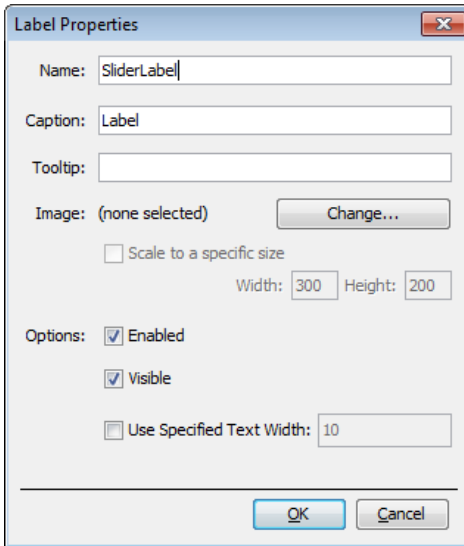 Label Properties
Name: SliderLabel
Caption: Label
Tooltip:
Image: (none selected) Change...
Scale to a specific size
Width: 300 Height: 200
Options: Enabled
Visible
Use Specified Text Width: 10
OK Cancel